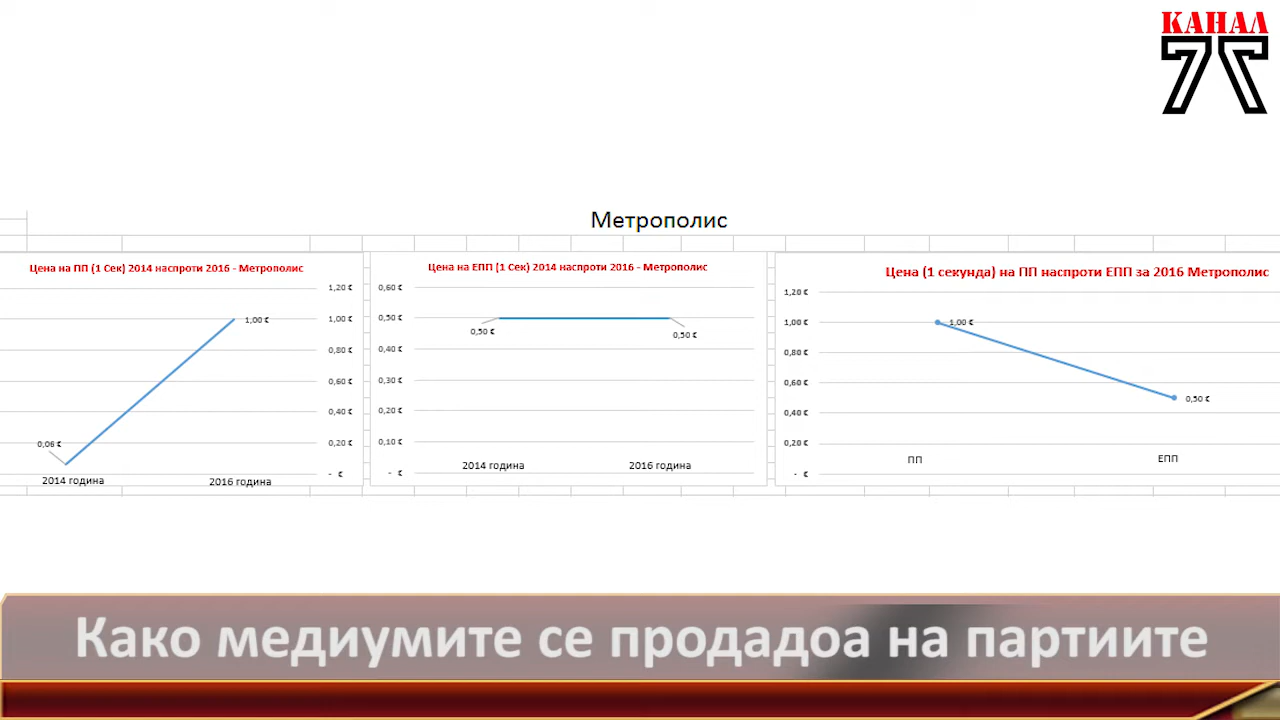 КАНАЛ
77
Метрополис
Цена на ПП (1 Сек) 2014 наспроти 2016 - Метрополис
1,20 €
1,00 €
0,80 €
0,60 €
0,40 €
0,20 €
- €
1,00 €
0,06 €
2014 година
2016 година
Цена на ЕПП (1 Сек) 2014 наспроти 2016 - Метрополис
0,60 €
0,50 €
0,40 €
0,30 €
0,20 €
0,10 €
- €
0,50 €
0,50 €
2014 година
2016 година
Цена (1 секунда) на ПП наспроти ЕПП за 2016 Метрополис
1,20 €
1,00 €
0,80 €
0,60 €
0,40 €
0,20 €
- €
1,00 €
0,50 €
ПП
ЕПП
Како медиумите се продадоа на партиите